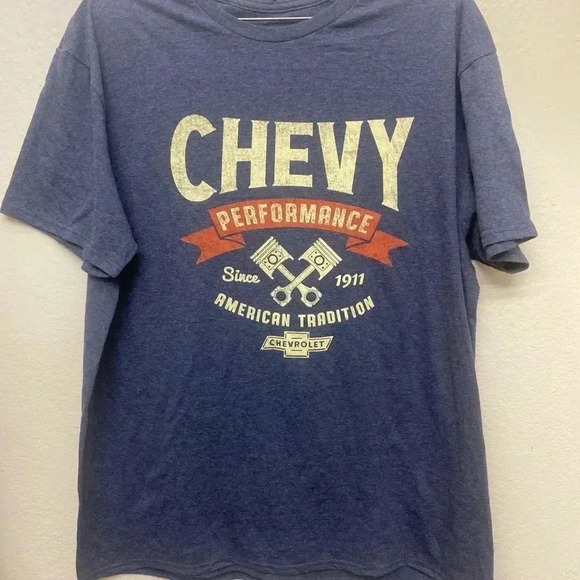 CHEVY
PERFORMANCE
Since 1911
AMERICAN TRADITION
CHEVROLET